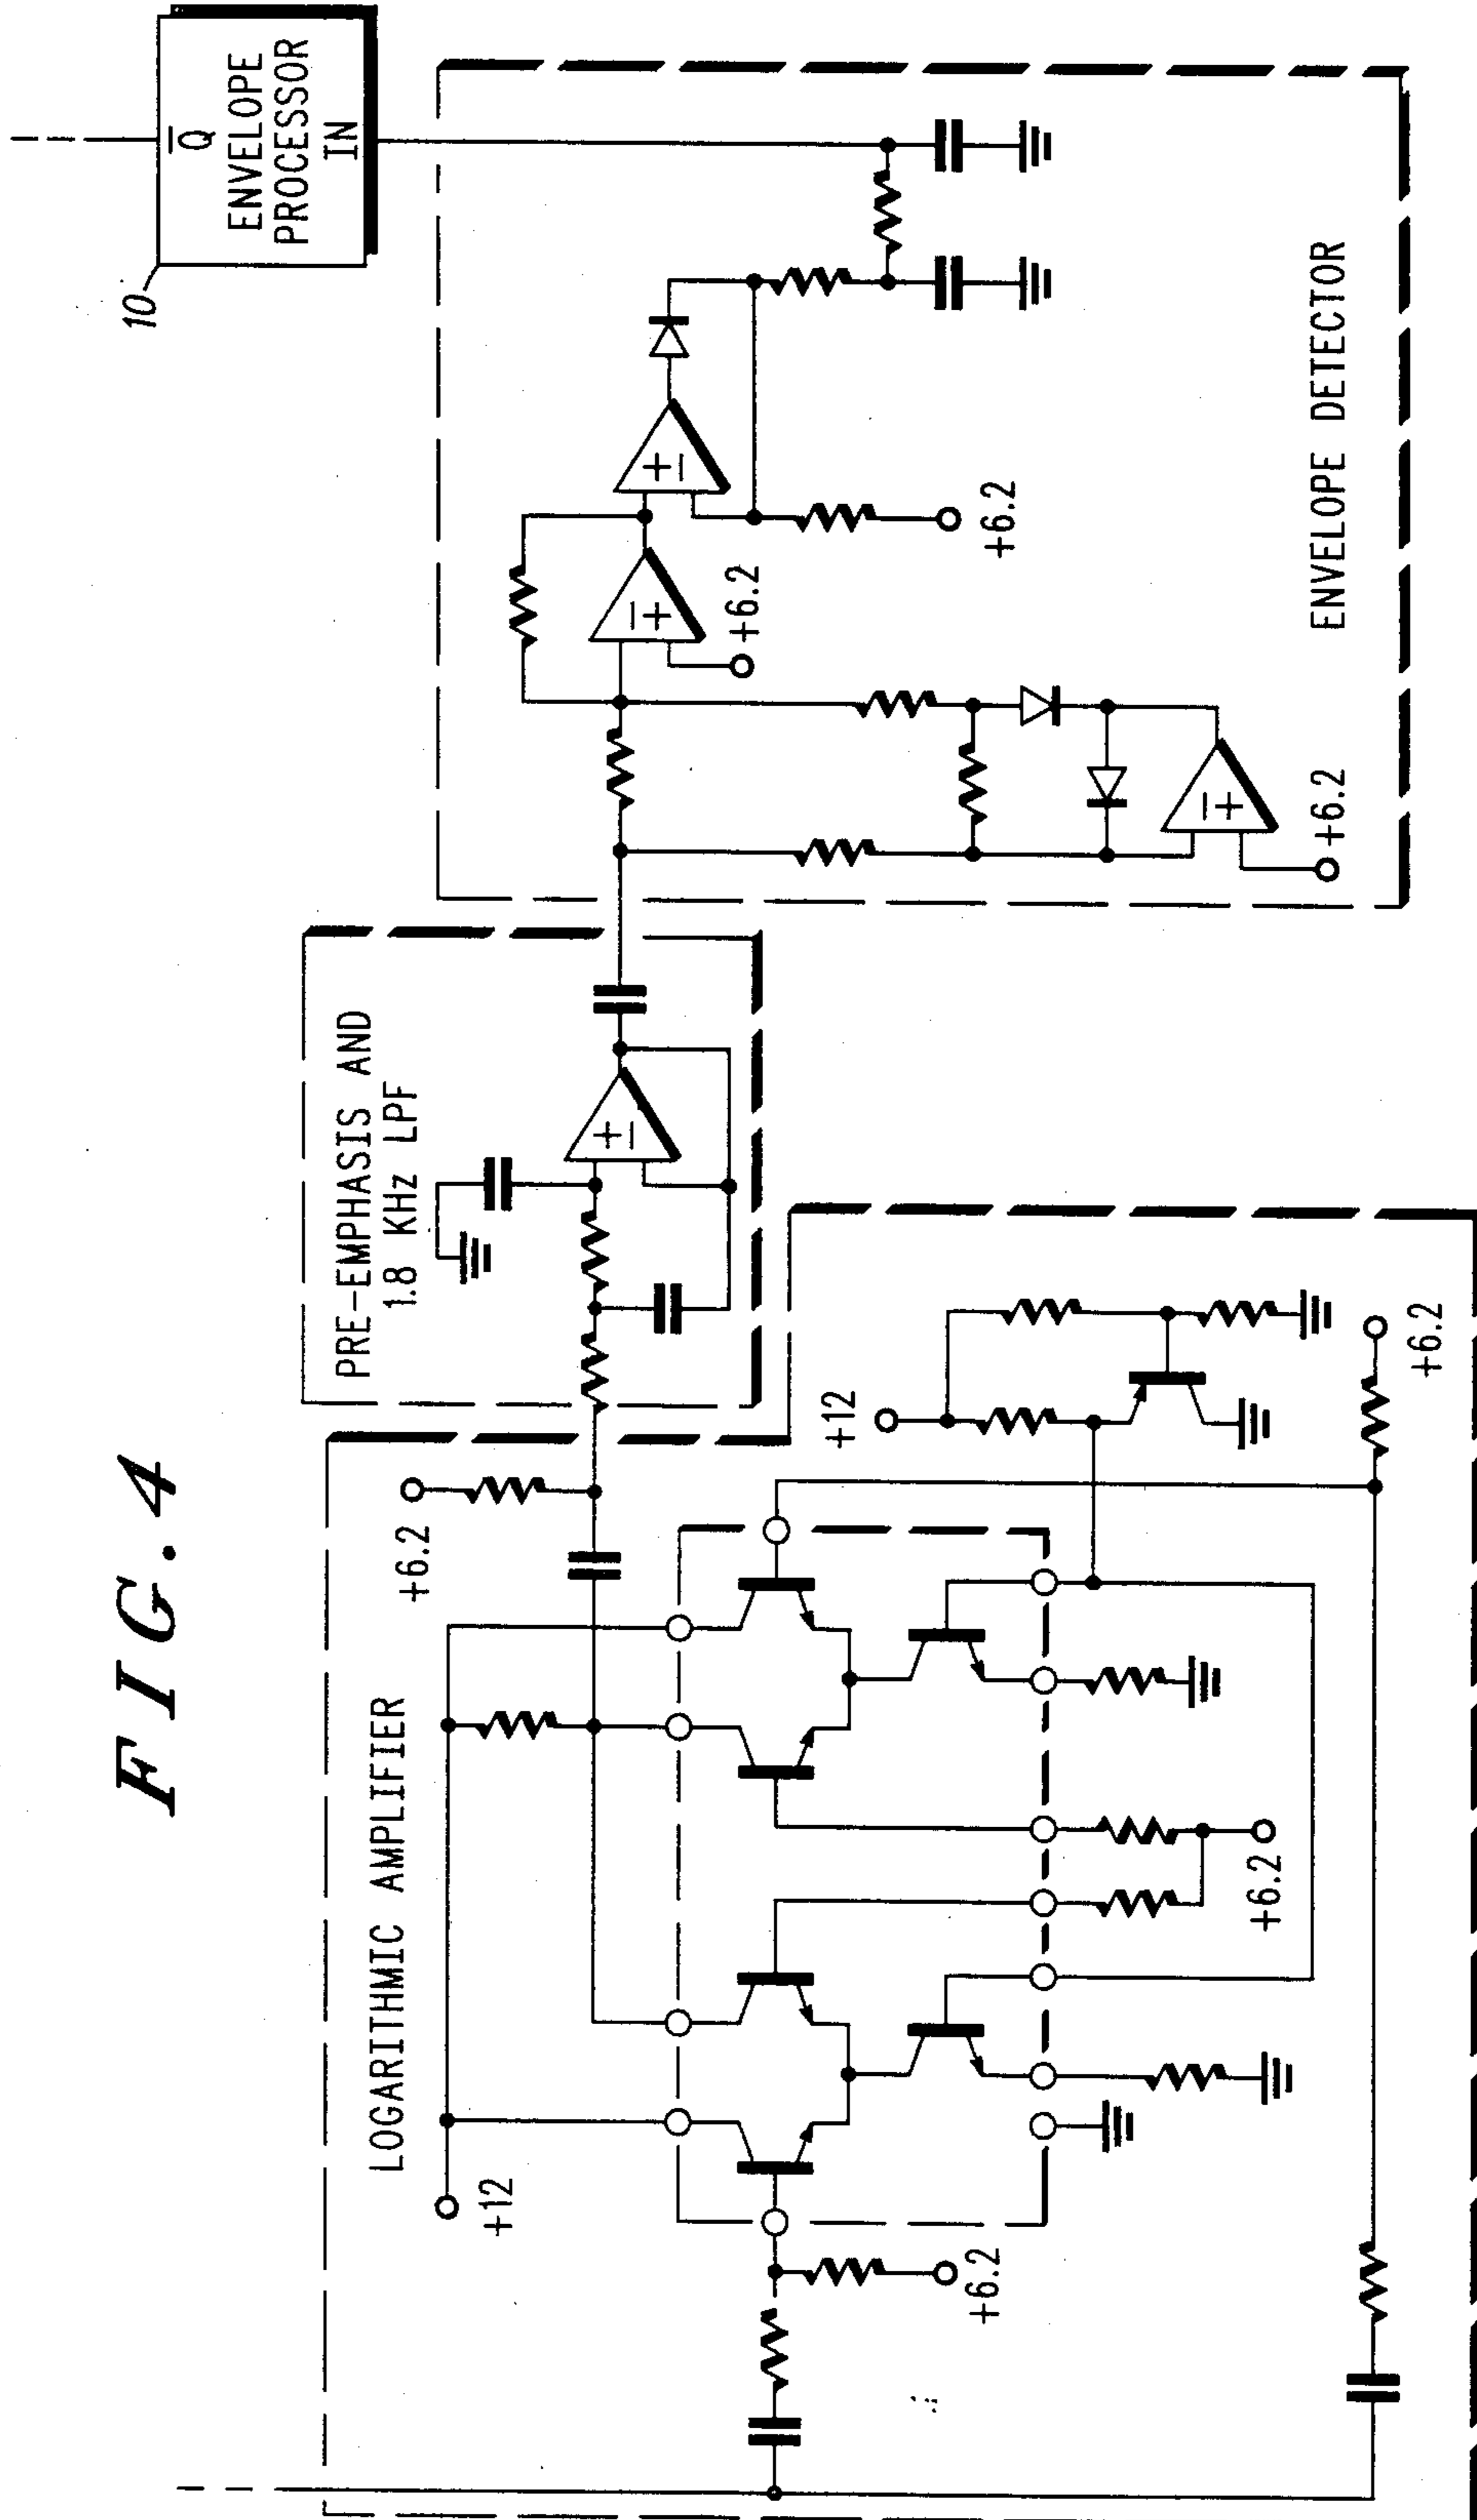 FIG. 4
LOGARITHMIC AMPLIFIER
+12
+6.2
+6.2
+6.2
+12
+6.2
PRE-EMPHASIS AND
1.8 KHz LPF
ENVELOPE DETECTOR
+6.2
+6.2
+6.2
10
Q̅
ENVELOPE
PROCESSOR
IN
+
−
−
+
+
−
−
+